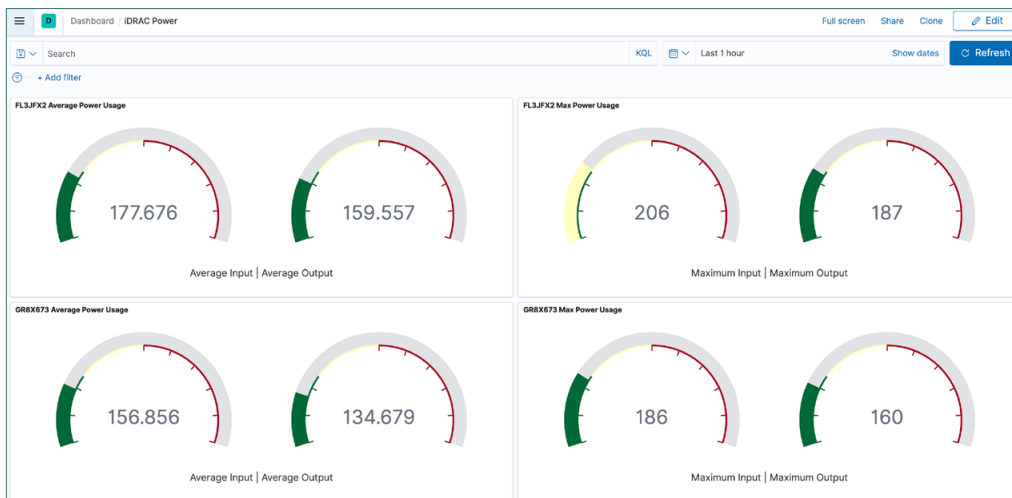 D Dashboard / iDRAC Power Full screen Share Clone Edit
Search KQL Last 1 hour Show dates Refresh
+ Add filter
FL3JFX2 Average Power Usage
177.676 159.557
Average Input | Average Output
FL3JFX2 Max Power Usage
206 187
Maximum Input | Maximum Output
GR8X673 Average Power Usage
156.856 134.679
Average Input | Average Output
GR8X673 Max Power Usage
186 160
Maximum Input | Maximum Output